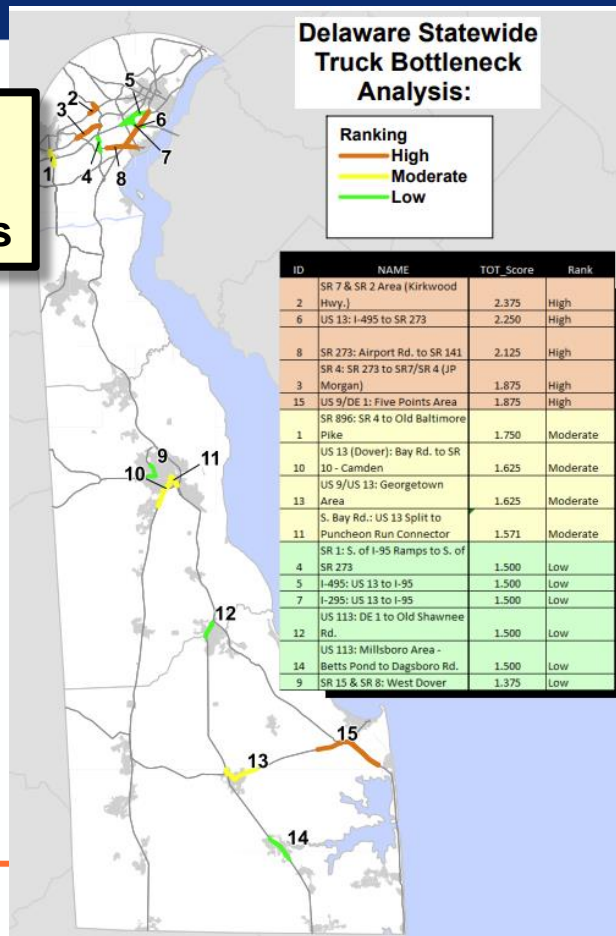 Delaware Statewide
Truck Bottleneck
Analysis:
Ranking
High
Moderate
Low
s
5
2
3
6
7
1
4
8
9
10
11
12
15
13
14
ID NAME TOT_Score Rank
SR 7 & SR 2 Area (Kirkwood
2 Hwy.) 2.375 High
6 US 13: I-495 to SR 273 2.250 High
8 SR 273: Airport Rd. to SR 141 2.125 High
SR 4: SR 273 to SR7/SR 4 (JP
3 Morgan) 1.875 High
15 US 9/DE 1: Five Points Area 1.875 High
SR 896: SR 4 to Old Baltimore
1 Pike 1.750 Moderate
US 13 (Dover): Bay Rd. to SR
10 10 - Camden 1.625 Moderate
US 9/US 13: Georgetown
13 Area 1.625 Moderate
S. Bay Rd.: US 13 Split to
11 Puncheon Run Connector 1.571 Moderate
SR 1: S. of I-95 Ramps to S. of
4 SR 273 1.500 Low
5 I-495: US 13 to I-95 1.500 Low
7 I-295: US 13 to I-95 1.500 Low
US 113: DE 1 to Old Shawnee
12 Rd. 1.500 Low
US 113: Millsboro Area -
14 Betts Pond to Dagsboro Rd. 1.500 Low
9 SR 15 & SR 8: West Dover 1.375 Low